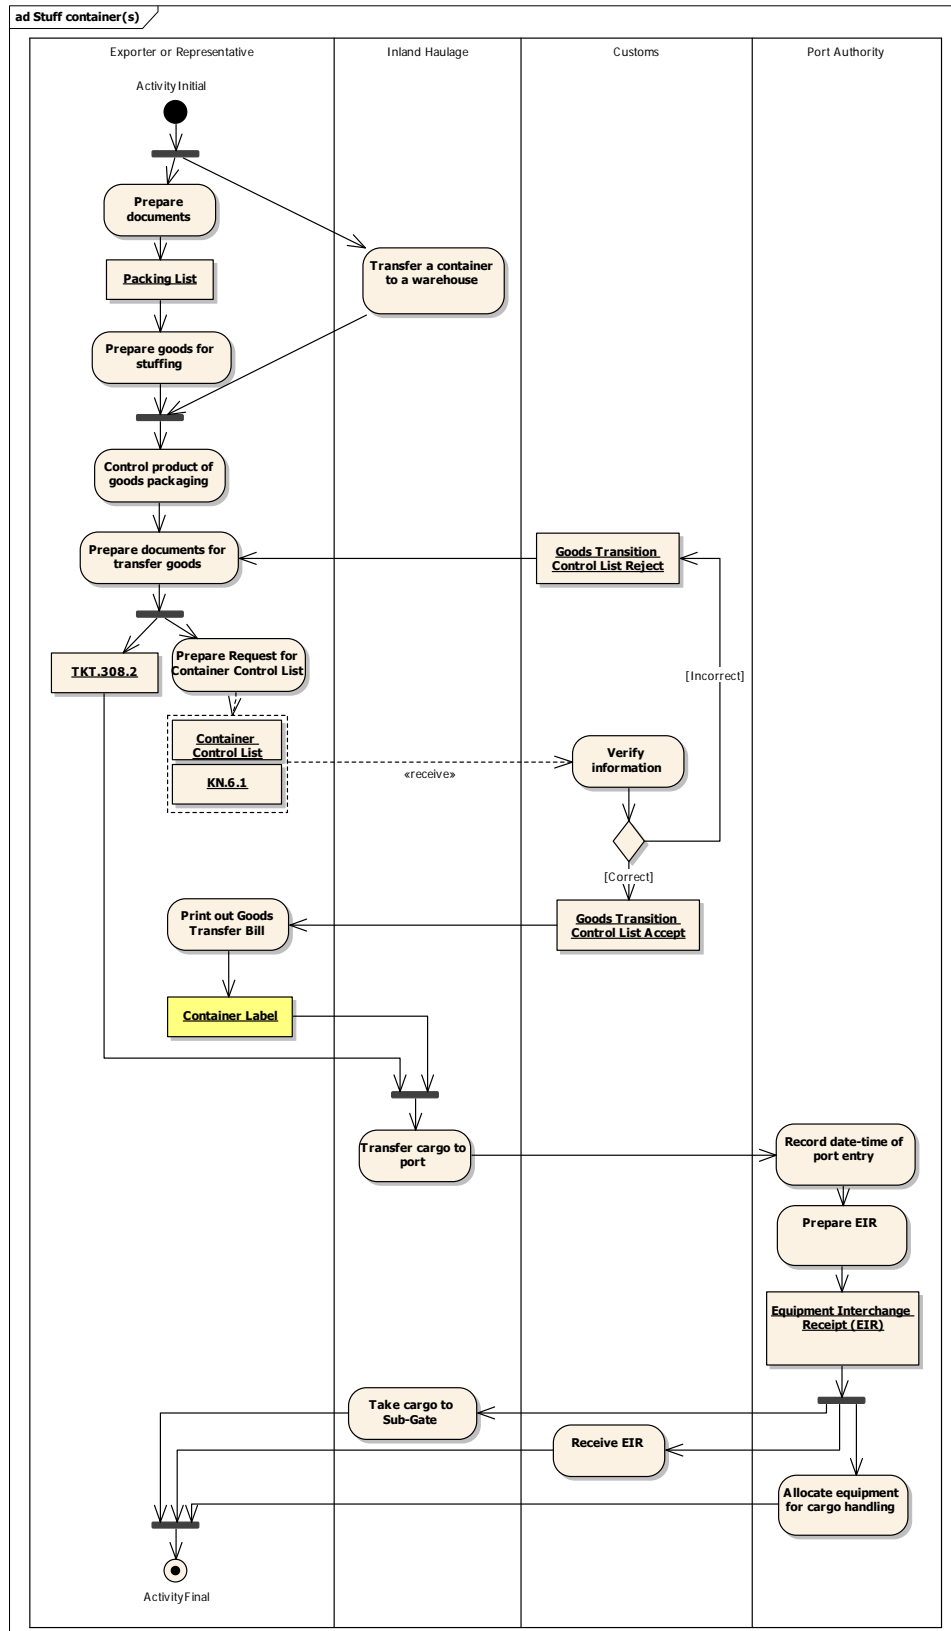 ad Stuff container(s)
Exporter or Representative
Inland Haulage
Customs
Port Authority
ActivityInitial
Prepare
documents
Packing List
Transfer a container
to a warehouse
Prepare goods for
stuffing
Control product of
goods packaging
Prepare documents for
transfer goods
Goods Transition
Control List Reject
TKT.308.2
Prepare Request for
Container Control List
[Incorrect]
Container
Control List
KN.6.1
«receive»
Verify
information
[Correct]
Print out Goods
Transfer Bill
Goods Transition
Control List Accept
Container Label
Transfer cargo to
port
Record date-time of
port entry
Prepare EIR
Equipment Interchange
Receipt (EIR)
Take cargo to
Sub-Gate
Receive EIR
Allocate equipment
for cargo handling
ActivityFinal